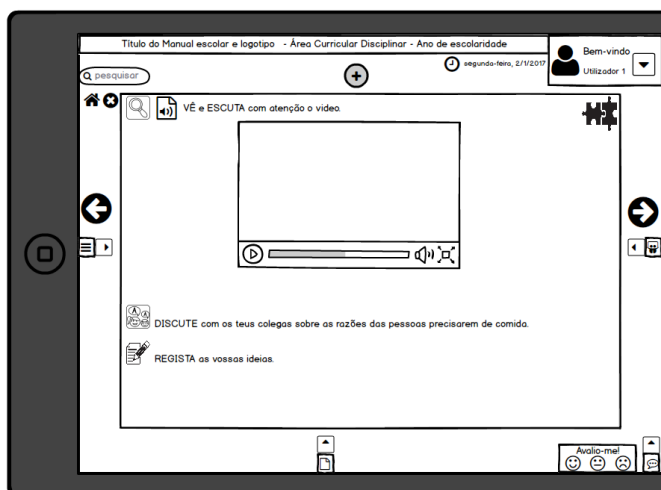 Título do Manual escolar e logotipo - Área Curricular Disciplinar - Ano de escolaridade
Bem-vindo
Utilizador 1
segunda-feira, 2/1/2017
pesquisar
VÊ e ESCUTA com atenção o video.
DISCUTE com os teus colegas sobre as razões das pessoas precisarem de comida.
REGISTA as vossas ideias.
Avalio-me!